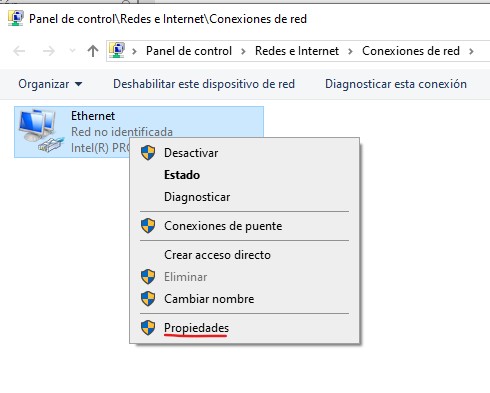 Panel de control\Redes e Internet\Conexiones de red
Panel de control > Redes e Internet > Conexiones de red >
Organizar Deshabilitar este dispositivo de red Diagnosticar esta conexión
Ethernet
Red no identificada
Intel(R) PRO
Desactivar
Estado
Diagnosticar
Conexiones de puente
Crear acceso directo
Eliminar
Cambiar nombre
Propiedades